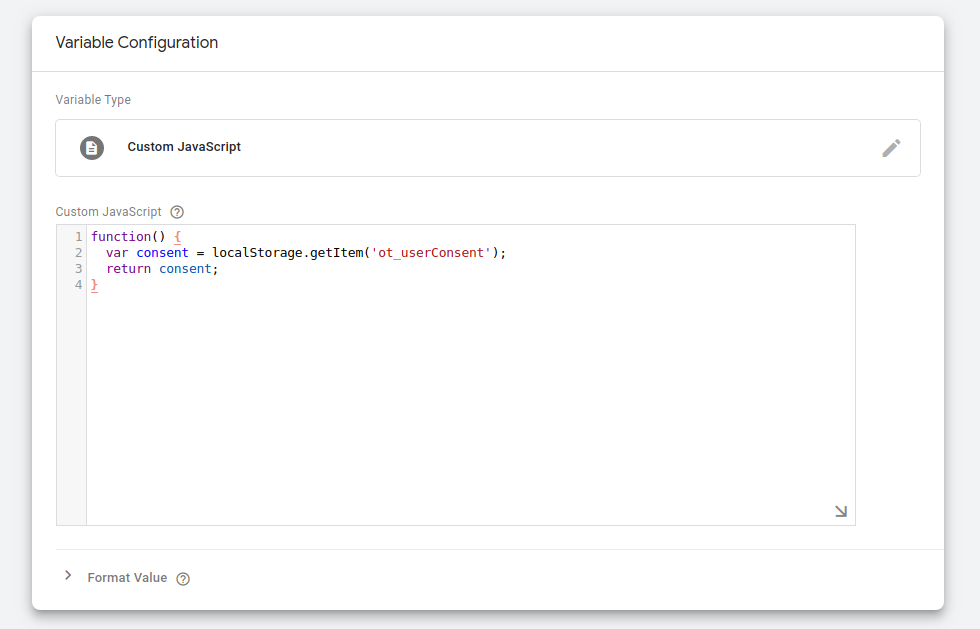 Variable Configuration
Variable Type
Custom JavaScript
Custom JavaScript ?
1 function() {
2   var consent = localStorage.getItem('ot_userConsent');
3   return consent;
4 }
Format Value ?